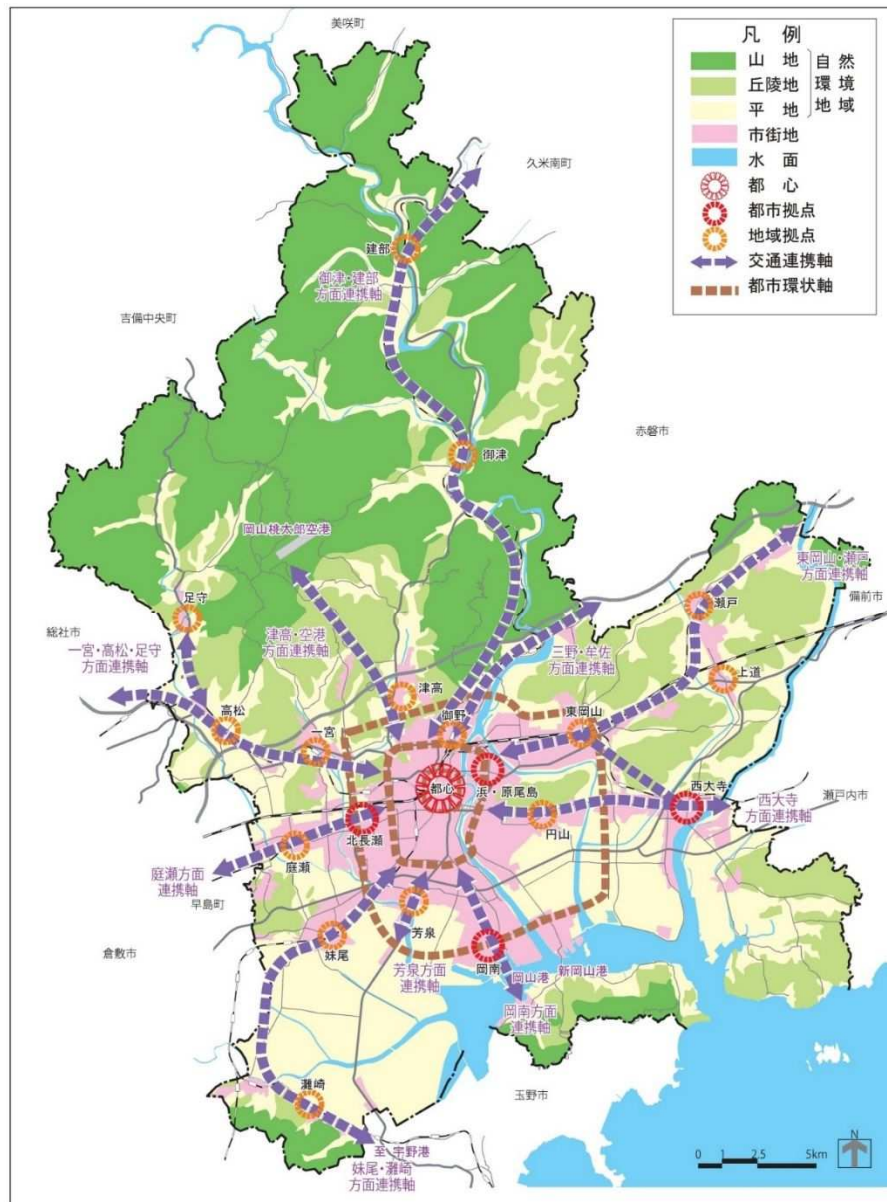 美咲町
凡 例
山 地
丘陵地
平 地
自 然
環 境
地 域
市街地
水 面
都 心
都市拠点
地域拠点
交通連携軸
都市環状軸
久米南町
建部
御津・建部
方面連携軸
吉備中央町
赤磐市
御津
岡山桃太郎空港
東岡山・瀬戸
方面連携軸
足守
瀬戸
備前市
総社市
一宮・高松・足守
方面連携軸
津高・空港
方面連携軸
三野・牟佐
方面連携軸
上道
津高
高松
一宮
御野
東岡山
都心
浜・原尾島
西大寺
瀬戸内市
西大寺
方面連携軸
北長瀬
円山
庭瀬
庭瀬方面
連携軸
早島町
倉敷市
妹尾
芳泉
芳泉方面
連携軸
岡南
岡山港
新岡山港
岡南方面
連携軸
灘崎
玉野市
至 宇野港
妹尾・灘崎
方面連携軸
N
0 1 2.5 5km